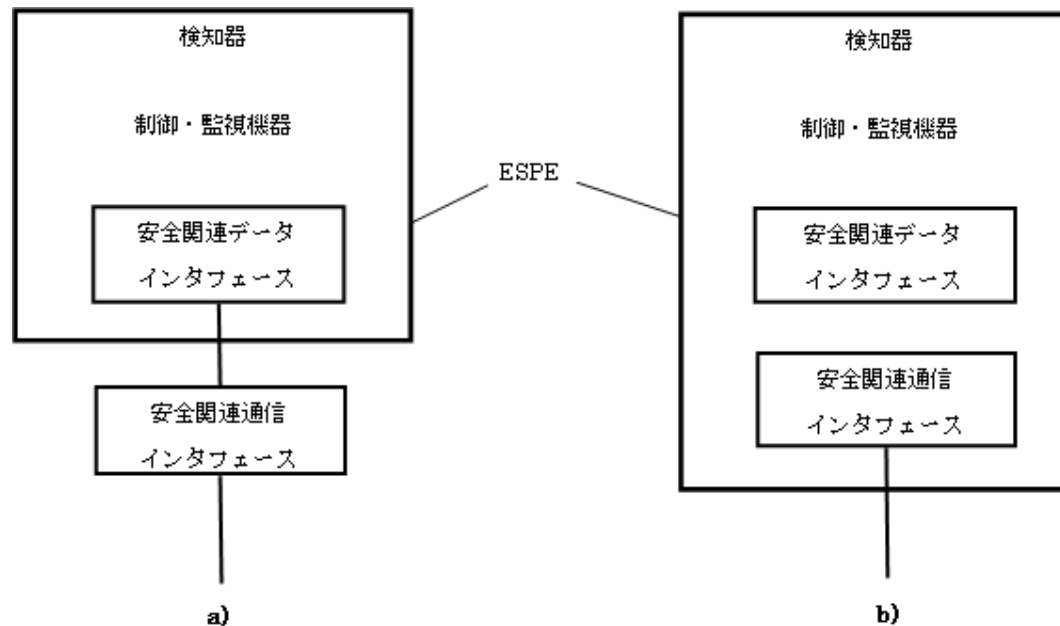 検知器
制御・監視機器
安全関連データ
インタフェース
安全関連通信
インタフェース
a)
ESPE
検知器
制御・監視機器
安全関連データ
インタフェース
安全関連通信
インタフェース
b)